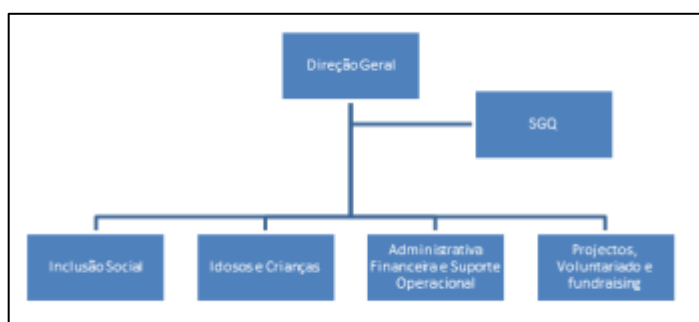 Direção Geral
SGQ
Inclusão Social
Idosos e Crianças
Administrativa
Financeira e Suporte
Operacional
Projectos,
Voluntariado e
fundraising